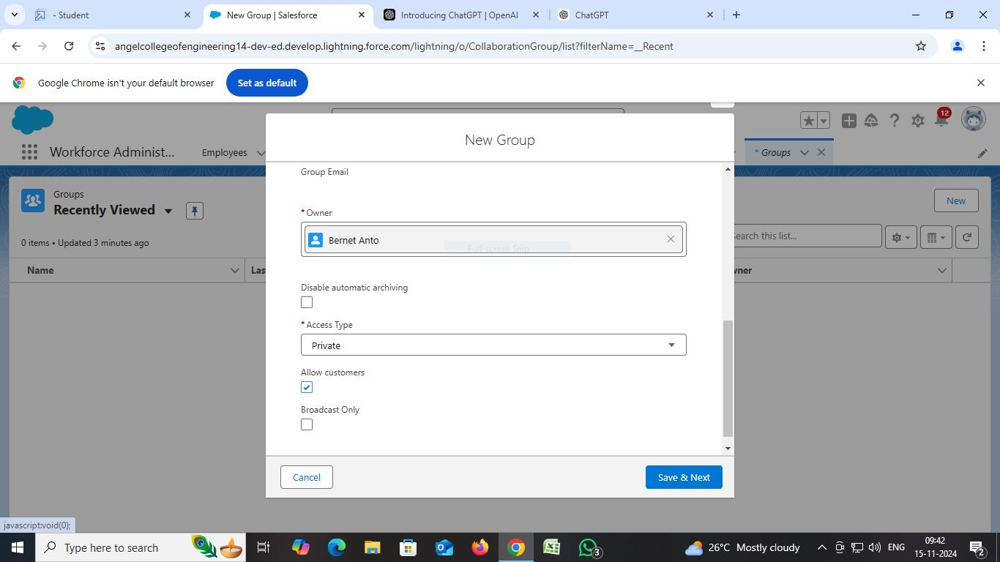 - Student
New Group | Salesforce
Introducing ChatGPT | OpenAI
ChatGPT
angelcollegeofengineering14-dev-ed.develop.lightning.force.com/lightning/o/CollaborationGroup/list?filterName=__Recent
Google Chrome isn't your default browser
Set as default
12
Workforce Administ...
Employees
* Groups
New Group
Groups
Recently Viewed
New
0 items • Updated 3 minutes ago
Search this list...
Name
Las
wner
Group Email
* Owner
Bernet Anto
Full-screen Snip
Disable automatic archiving
* Access Type
Private
Allow customers
Broadcast Only
Cancel
Save & Next
javascript:void(0);
Type here to search
3
26°C Mostly cloudy
ENG
09:42
15-11-2024
2